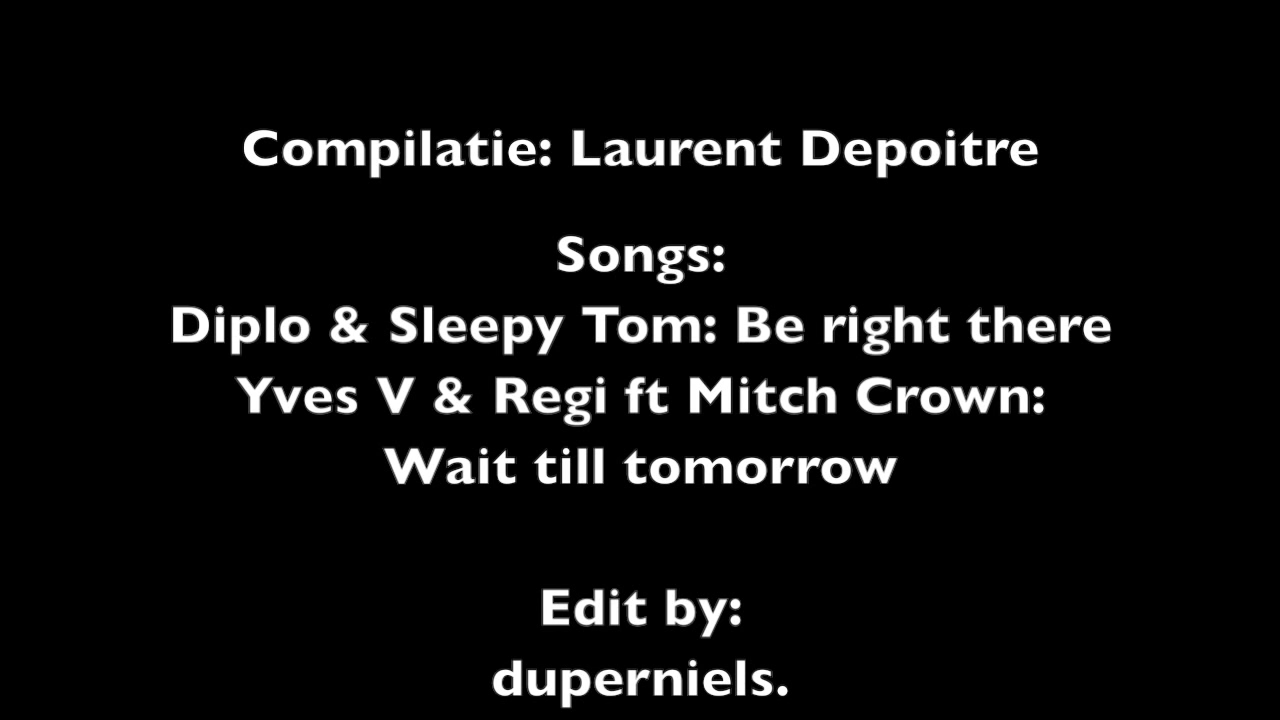 Compilatie: Laurent Depoitre
Songs:
Diplo & Sleepy Tom: Be right there
Yves V & Regi ft Mitch Crown:
Wait till tomorrow
Edit by:
duperniels.